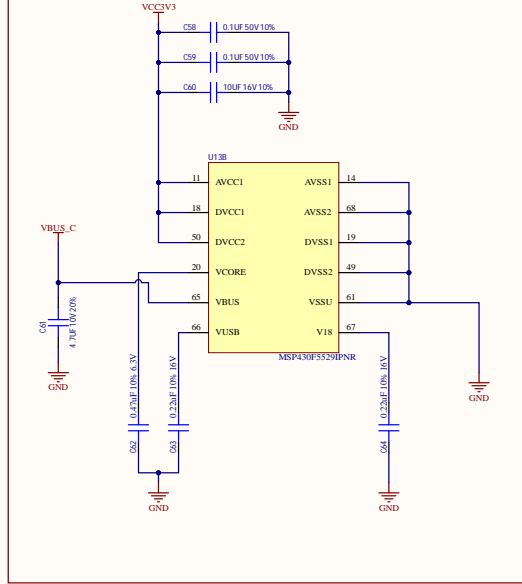 VCC3V3
C58 0.1UF 50V 10%
C59 0.1UF 50V 10%
C60 10UF 16V 10%
GND
U13B
11 AVCC1 AVSS1 14
18 DVCC1 AVSS2 68
50 DVCC2 DVSS1 19
20 VCORE DVSS2 49
65 VBUS VSSU 61
66 VUSB V18 67
MSP430F5529IPNR
VBUS_C
C61
4.7UF 10V 20%
GND
0.47uF 10% 6.3V
C62
0.22uF 10% 16V
C63
GND
0.22uF 10% 16V
C64
GND
GND